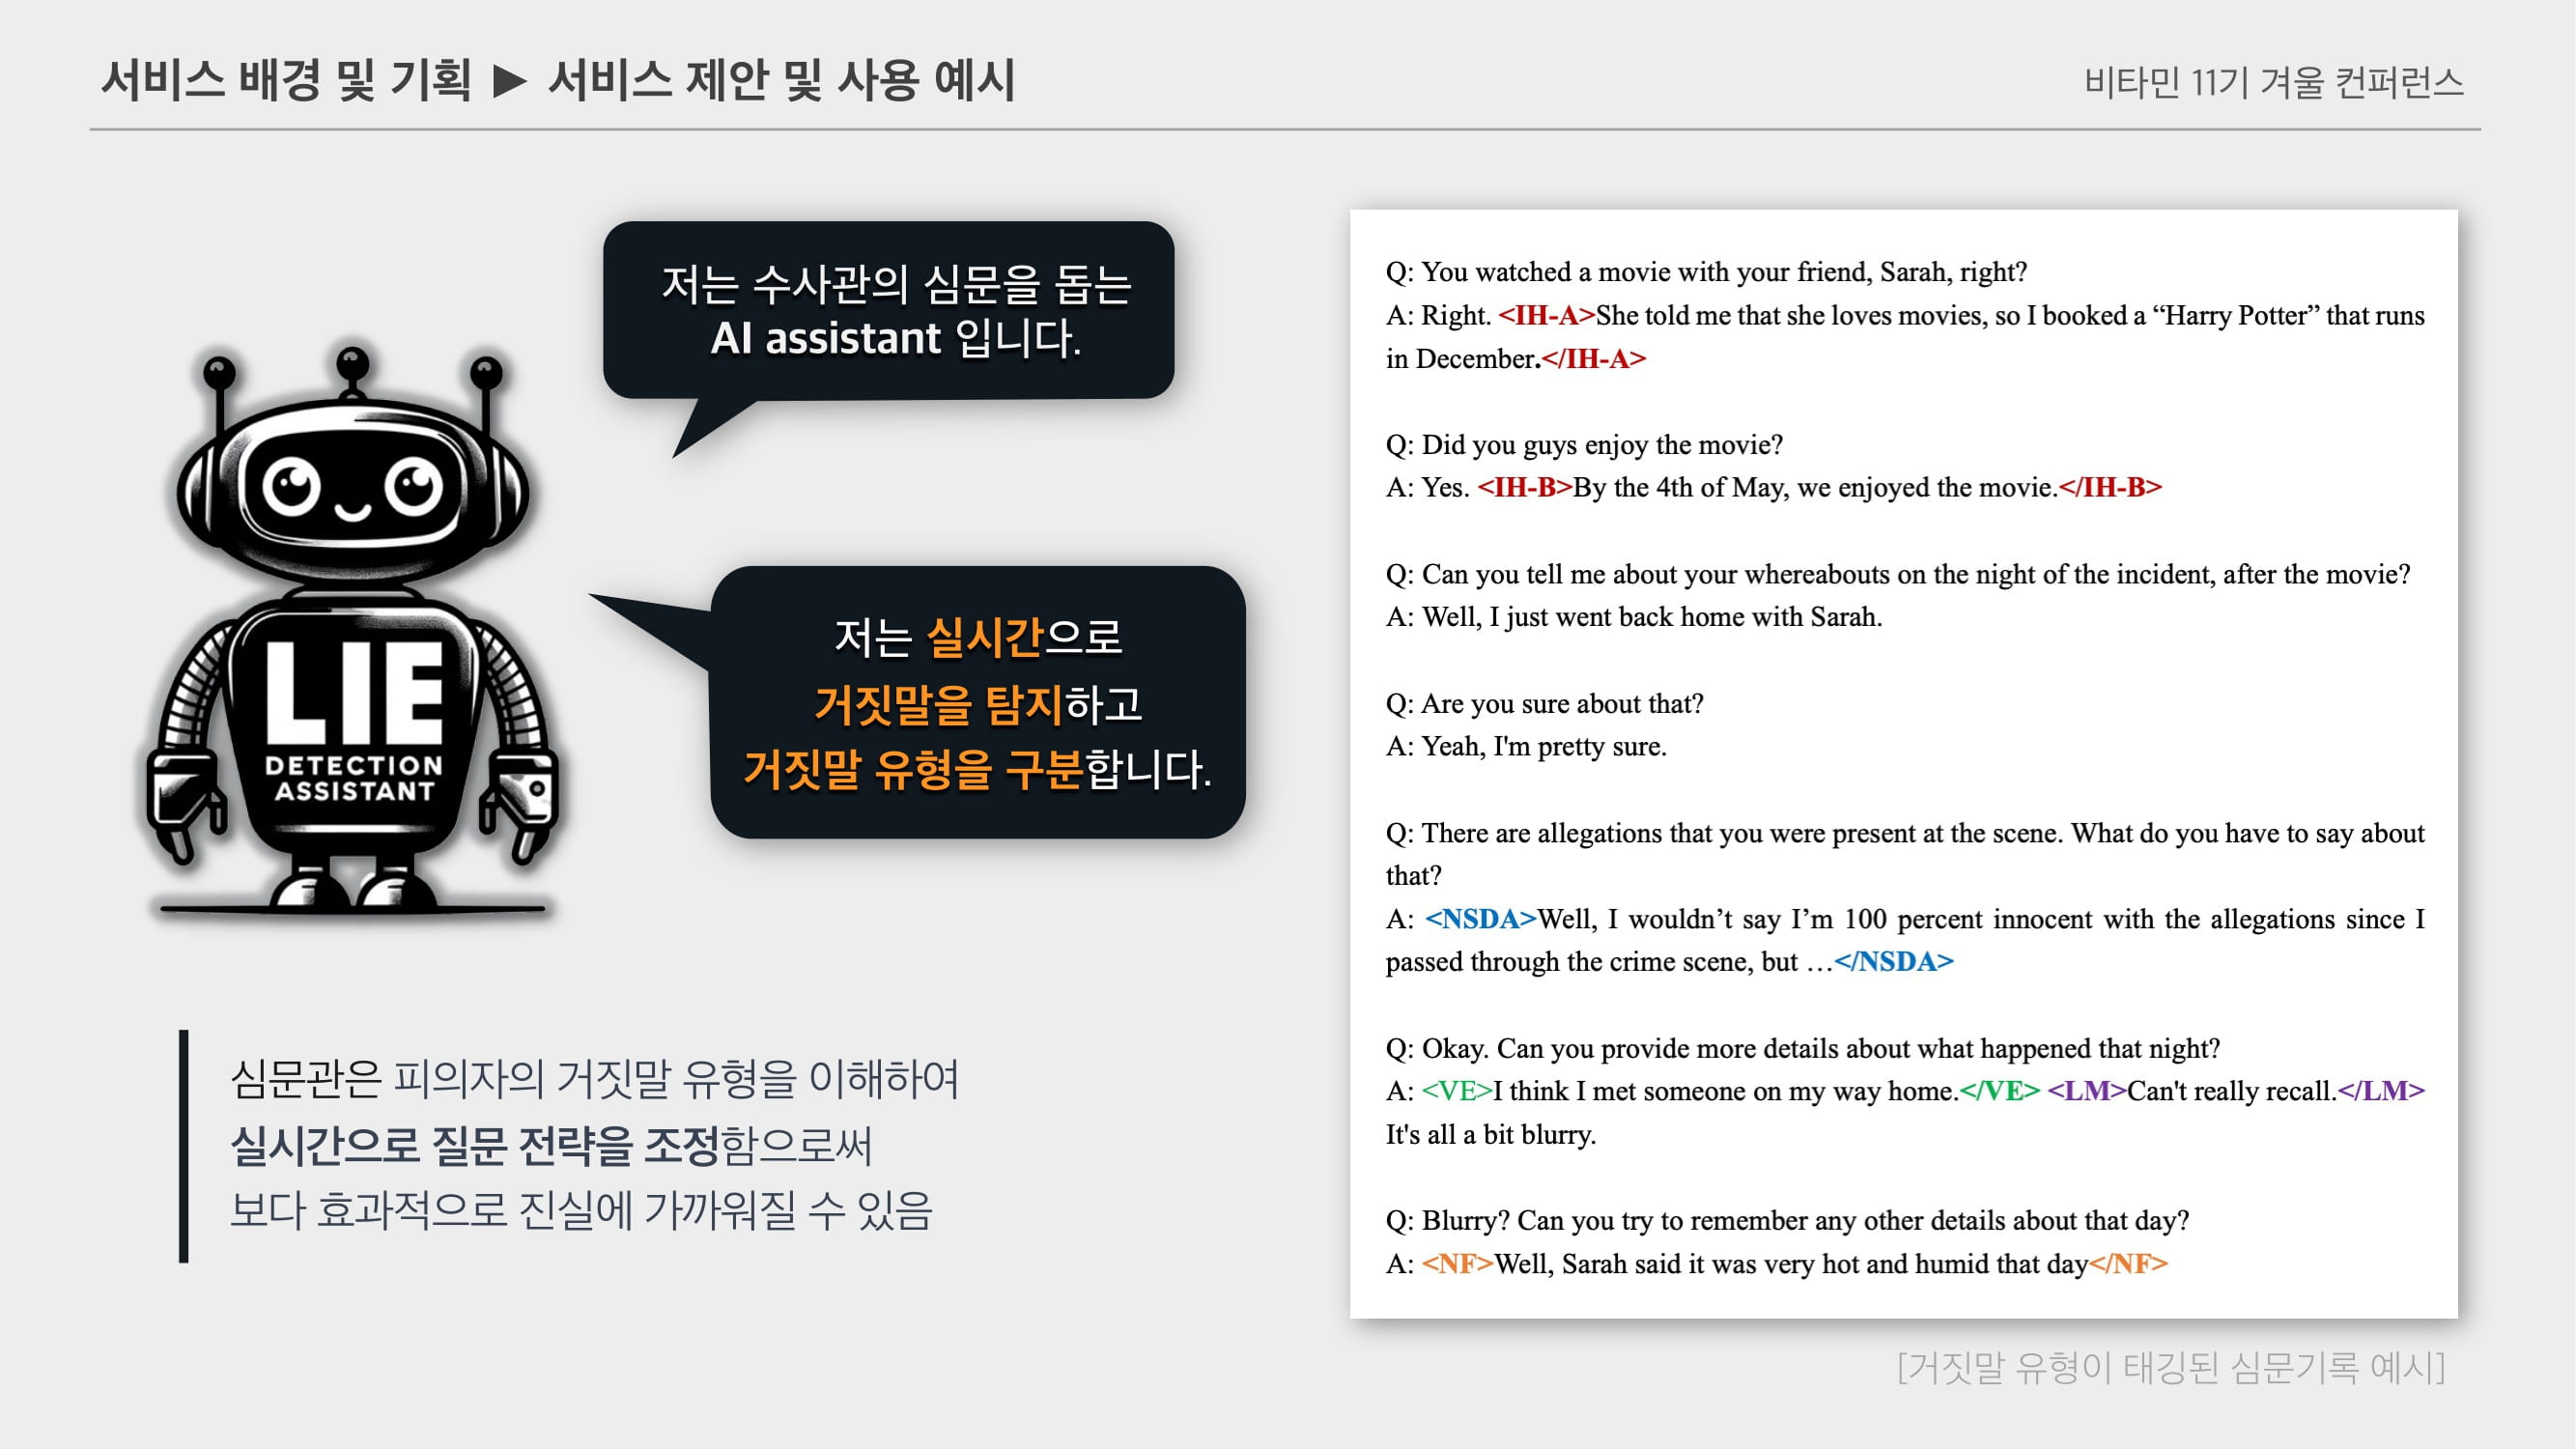 서비스 배경 및 기획 ▶ 서비스 제안 및 사용 예시
비타민 11기 겨울 컨퍼런스
저는 수사관의 심문을 돕는
AI assistant 입니다.
LIE
DETECTION
ASSISTANT
저는 실시간으로
거짓말을 탐지하고
거짓말 유형을 구분합니다.
심문관은 피의자의 거짓말 유형을 이해하여
실시간으로 질문 전략을 조정함으로써
보다 효과적으로 진실에 가까워질 수 있음
Q: You watched a movie with your friend, Sarah, right?
A: Right. <IH-A>She told me that she loves movies, so I booked a “Harry Potter” that runs
in December.</IH-A>
Q: Did you guys enjoy the movie?
A: Yes. <IH-B>By the 4th of May, we enjoyed the movie.</IH-B>
Q: Can you tell me about your whereabouts on the night of the incident, after the movie?
A: Well, I just went back home with Sarah.
Q: Are you sure about that?
A: Yeah, I'm pretty sure.
Q: There are allegations that you were present at the scene. What do you have to say about
that?
A: <NSDA>Well, I wouldn’t say I’m 100 percent innocent with the allegations since I
passed through the crime scene, but …</NSDA>
Q: Okay. Can you provide more details about what happened that night?
A: <VE>I think I met someone on my way home.</VE> <LM>Can't really recall.</LM>
It's all a bit blurry.
Q: Blurry? Can you try to remember any other details about that day?
A: <NF>Well, Sarah said it was very hot and humid that day</NF>
[거짓말 유형이 태깅된 심문기록 예시]